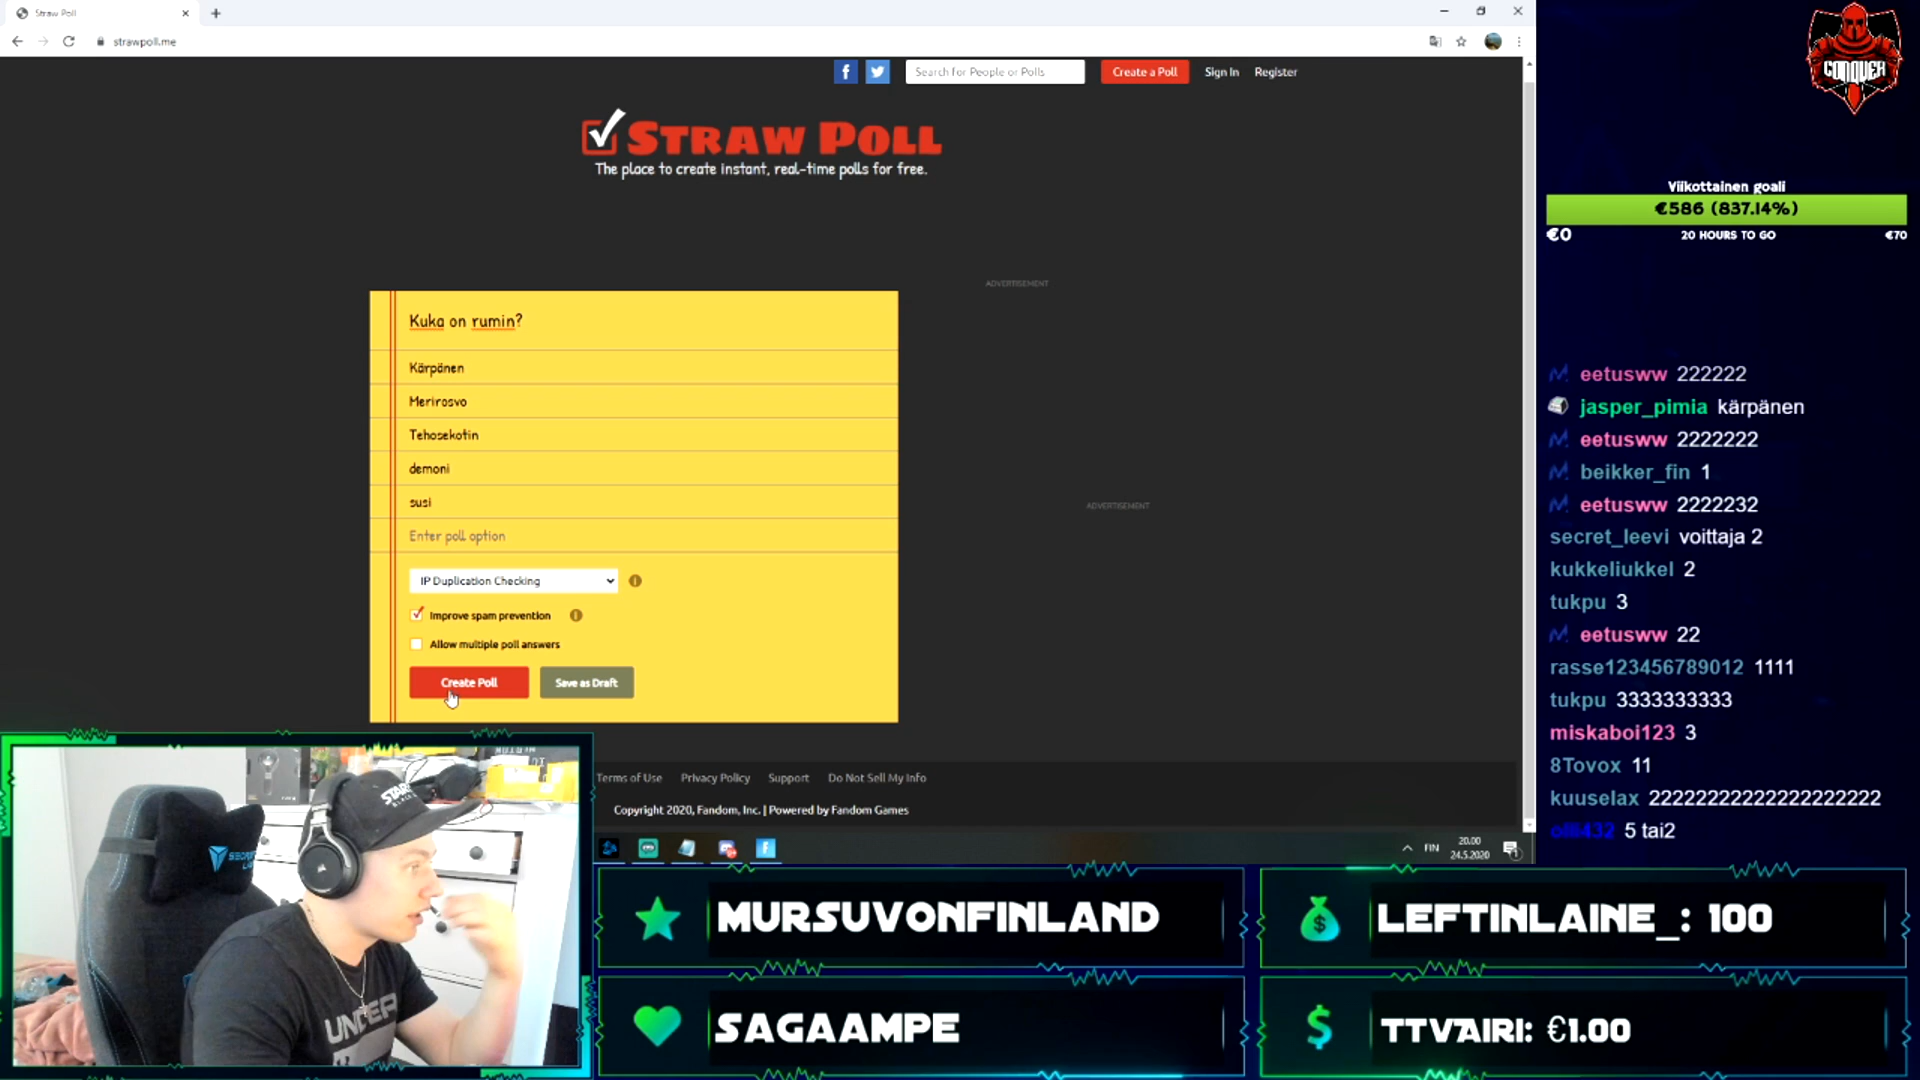 Straw Poll
strawpoll.me
Search for People or Polls
Create a Poll
Sign In
Register
STRAW POLL
The place to create instant, real-time polls for free.
ADVERTISEMENT
Kuka on rumin?
Kärpänen
Merirosvo
Tehosekotin
demoni
susi
Enter poll option
IP Duplication Checking
Improve spam prevention
Allow multiple poll answers
Create Poll
Save as Draft
ADVERTISEMENT
Terms of Use
Privacy Policy
Support
Do Not Sell My Info
Copyright 2020, Fandom, Inc. | Powered by Fandom Games
FIN
20.00
24.5.2020
CONQUER
Viikottainen goali
€586 (837.14%)
€0
20 HOURS TO GO
€70
eetusww 222222
jasper_pimia kärpänen
eetusww 2222222
beikker_fin 1
eetusww 2222232
secret_leevi voittaja 2
kukkeliukkel 2
tukpu 3
eetusww 22
rasse123456789012 1111
tukpu 3333333333
miskaboi123 3
8Tovox 11
kuuselax 22222222222222222222
olli432 5 tai2
MURSUVONFINLAND
LEFTINLAINE_: 100
SAGAAMPE
TTVAIRI: €1.00